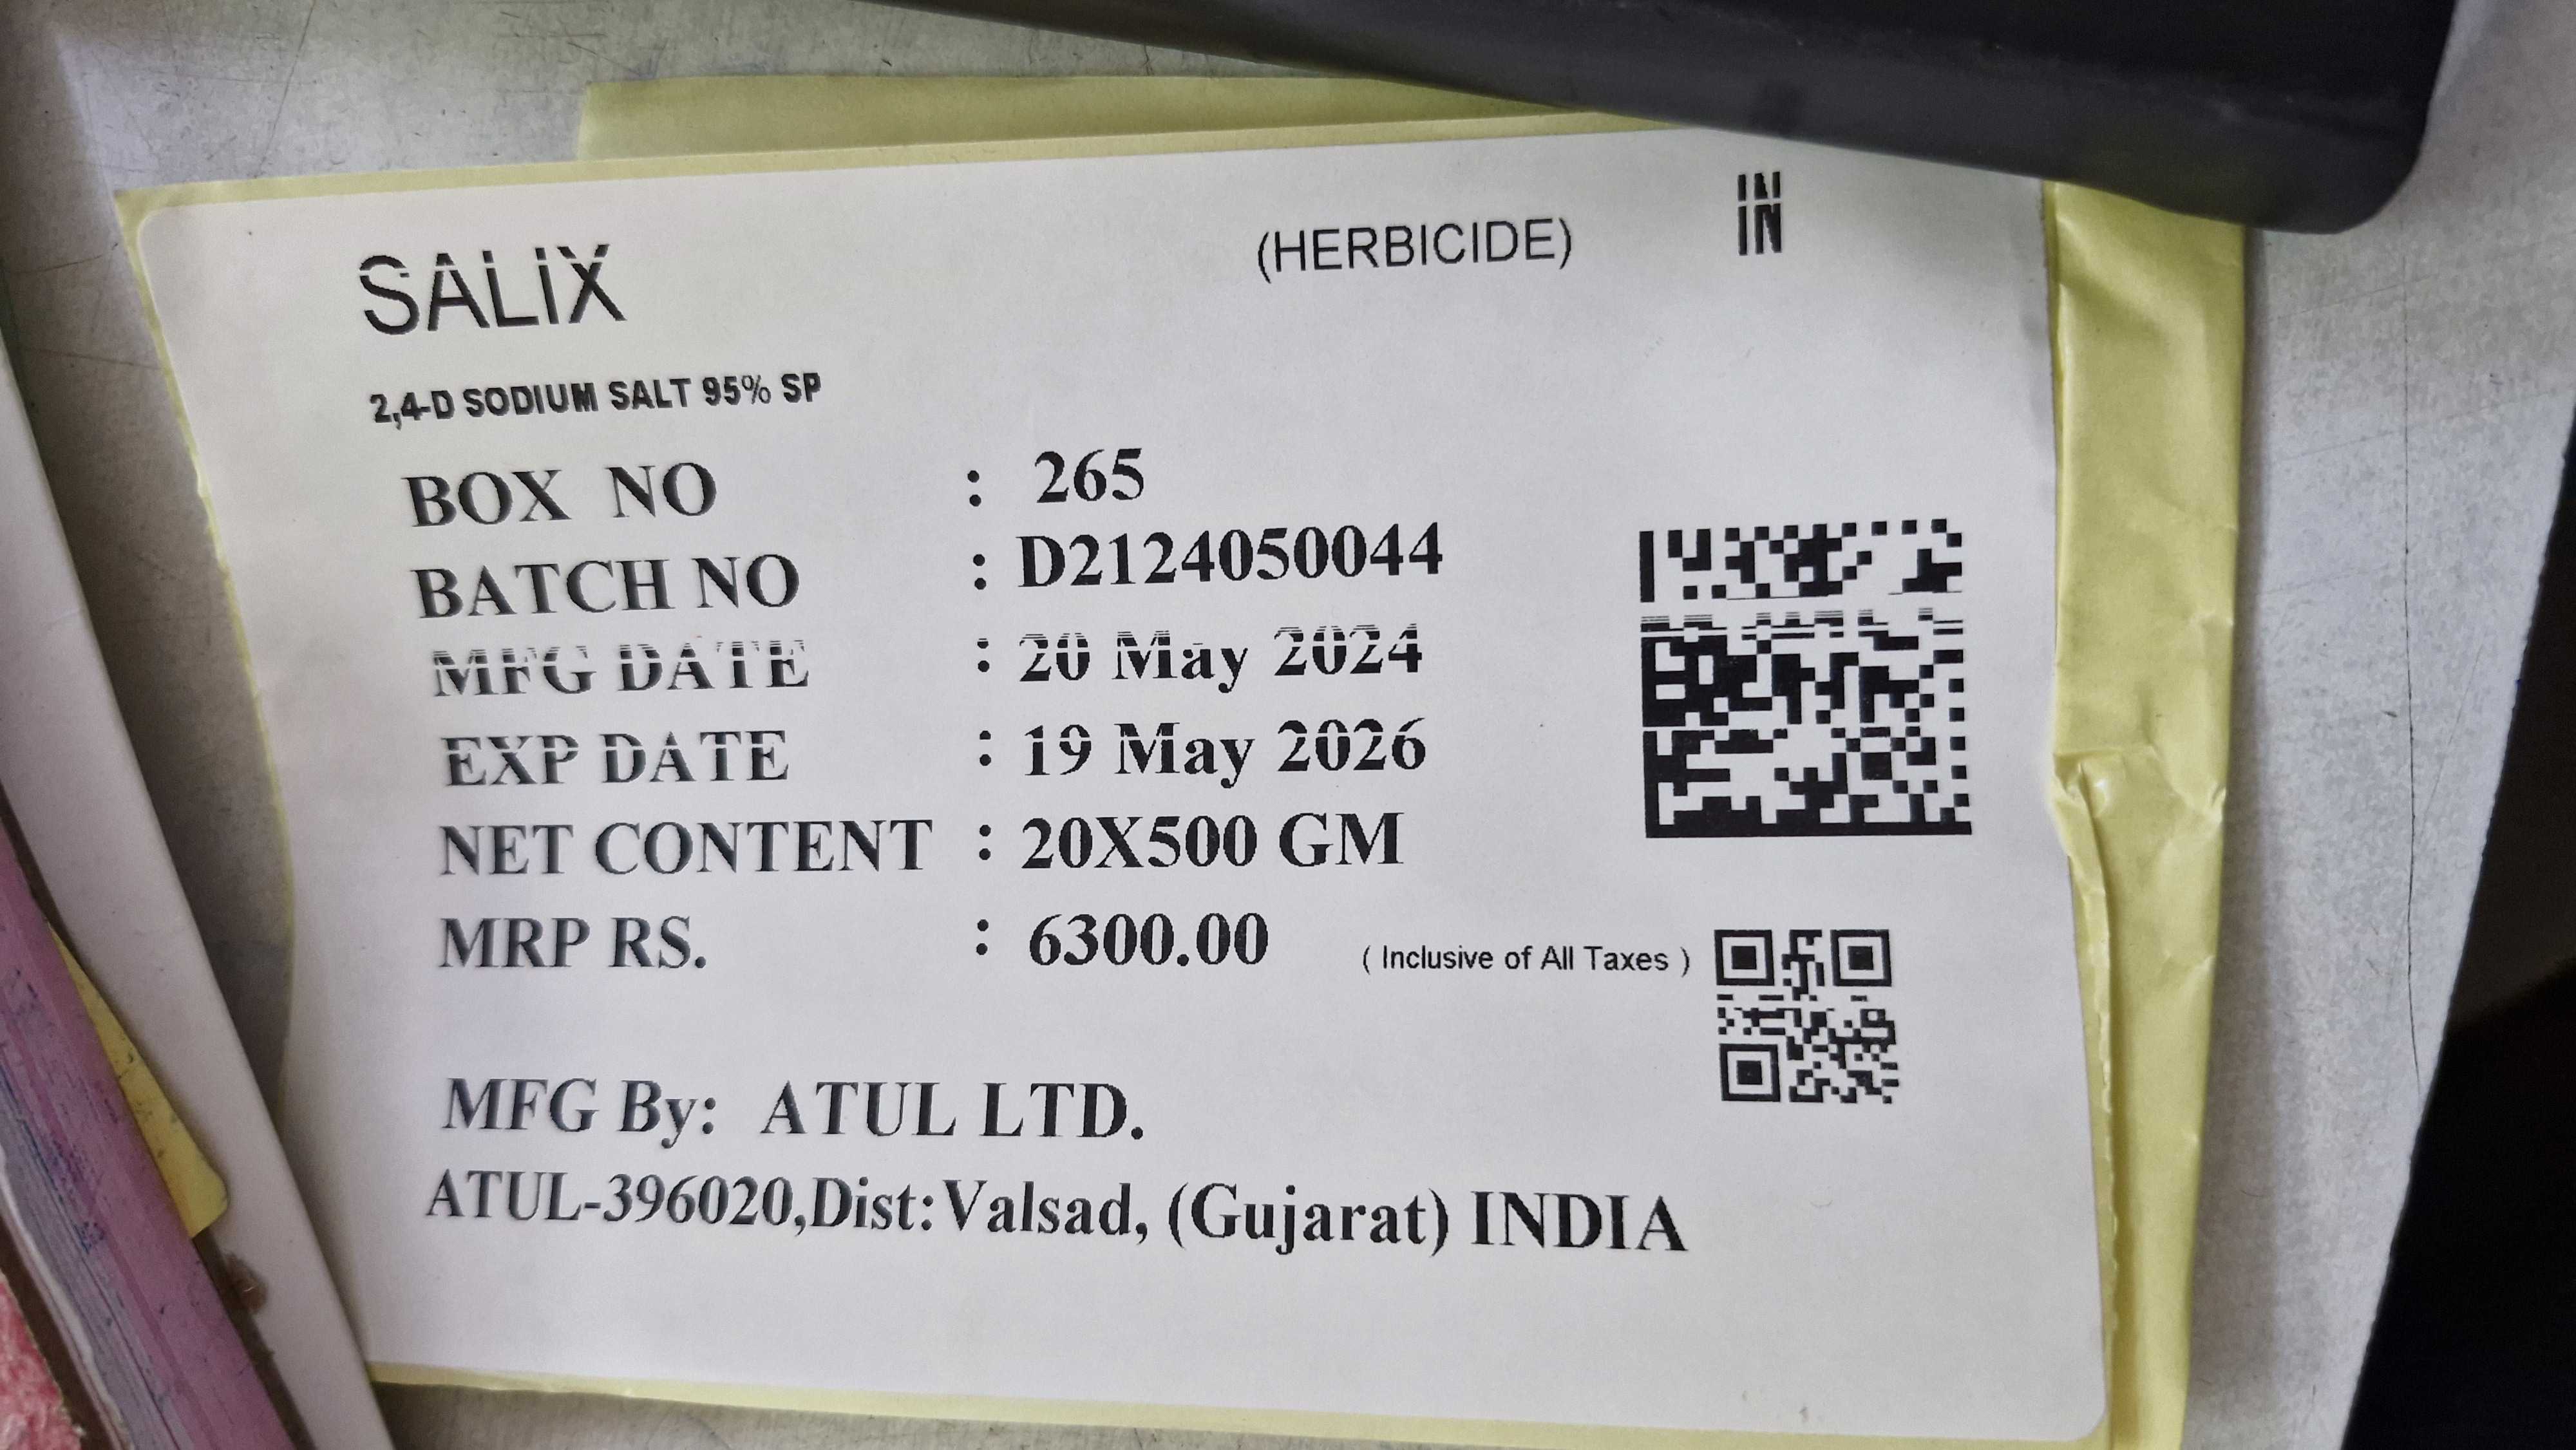 SALIX (HERBICIDE) IN
2,4-D SODIUM SALT 95% SP
BOX NO : 265
BATCH NO : D2124050044
MFG DATE : 20 May 2024
EXP DATE : 19 May 2026
NET CONTENT : 20X500 GM
MRP RS. : 6300.00 ( Inclusive of All Taxes )
MFG By: ATUL LTD.
ATUL-396020,Dist:Valsad, (Gujarat) INDIA